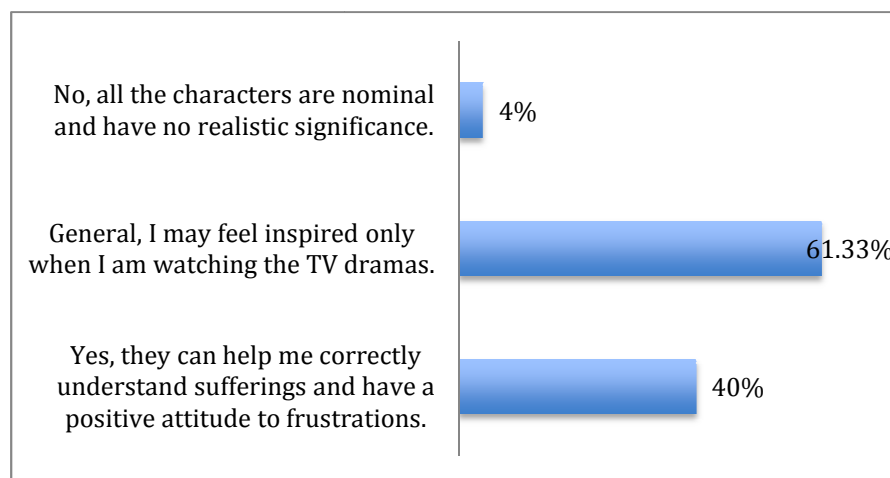 No, all the characters are nominal
and have no realistic significance.
4%
General, I may feel inspired only
when I am watching the TV dramas.
61.33%
Yes, they can help me correctly
understand sufferings and have a
positive attitude to frustrations.
40%